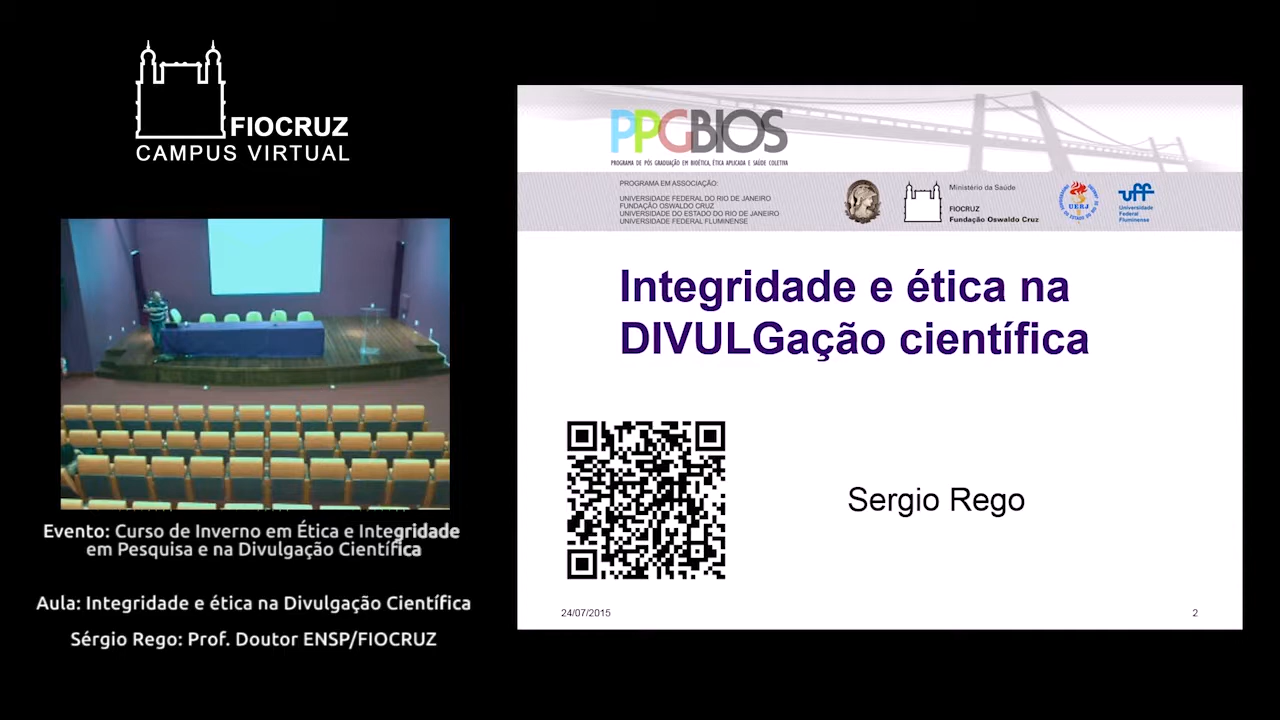 FIOCRUZ
CAMPUS VIRTUAL
Evento: Curso de Inverno em Ética e Integridade
em Pesquisa e na Divulgação Científica
Aula: Integridade e ética na Divulgação Científica
Sérgio Rego: Prof. Doutor ENSP/FIOCRUZ
PPGBIOS
PROGRAMA DE PÓS GRADUAÇÃO EM BIOÉTICA, ÉTICA APLICADA E SAÚDE COLETIVA
PROGRAMA EM ASSOCIAÇÃO:
UNIVERSIDADE FEDERAL DO RIO DE JANEIRO
FUNDAÇÃO OSWALDO CRUZ
UNIVERSIDADE DO ESTADO DO RIO DE JANEIRO
UNIVERSIDADE FEDERAL FLUMINENSE
Ministério da Saúde
FIOCRUZ
Fundação Oswaldo Cruz
UERJ
uff
Universidade
Federal
Fluminense
Integridade e ética na
DIVULGação científica
Sergio Rego
24/07/2015
2